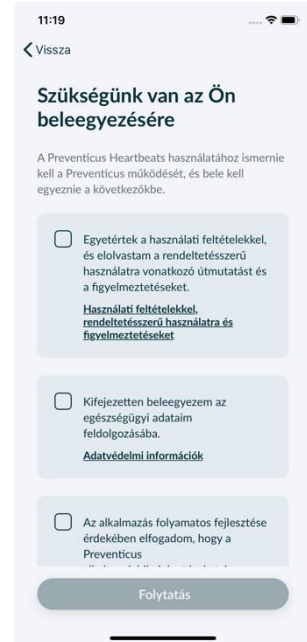 11:19
Vissza
Szükségünk van az Ön
beleegyezésére
A Preventicus Heartbeats használatához ismernie
kell a Preventicus működését, és bele kell
egyeznie a következőkbe.
Egyetértek a használati feltételekkel,
és elolvastam a rendeltetésszerű
használatra vonatkozó útmutatást és
a figyelmeztetéseket.
Használati feltételekkel,
rendeltetésszerű használatra és
figyelmeztetéseket
Kifejezetten beleegyezem az
egészségügyi adataim
feldolgozásába.
Adatvédelmi információk
Az alkalmazás folyamatos fejlesztése
érdekében elfogadom, hogy a
Preventicus
Folytatás